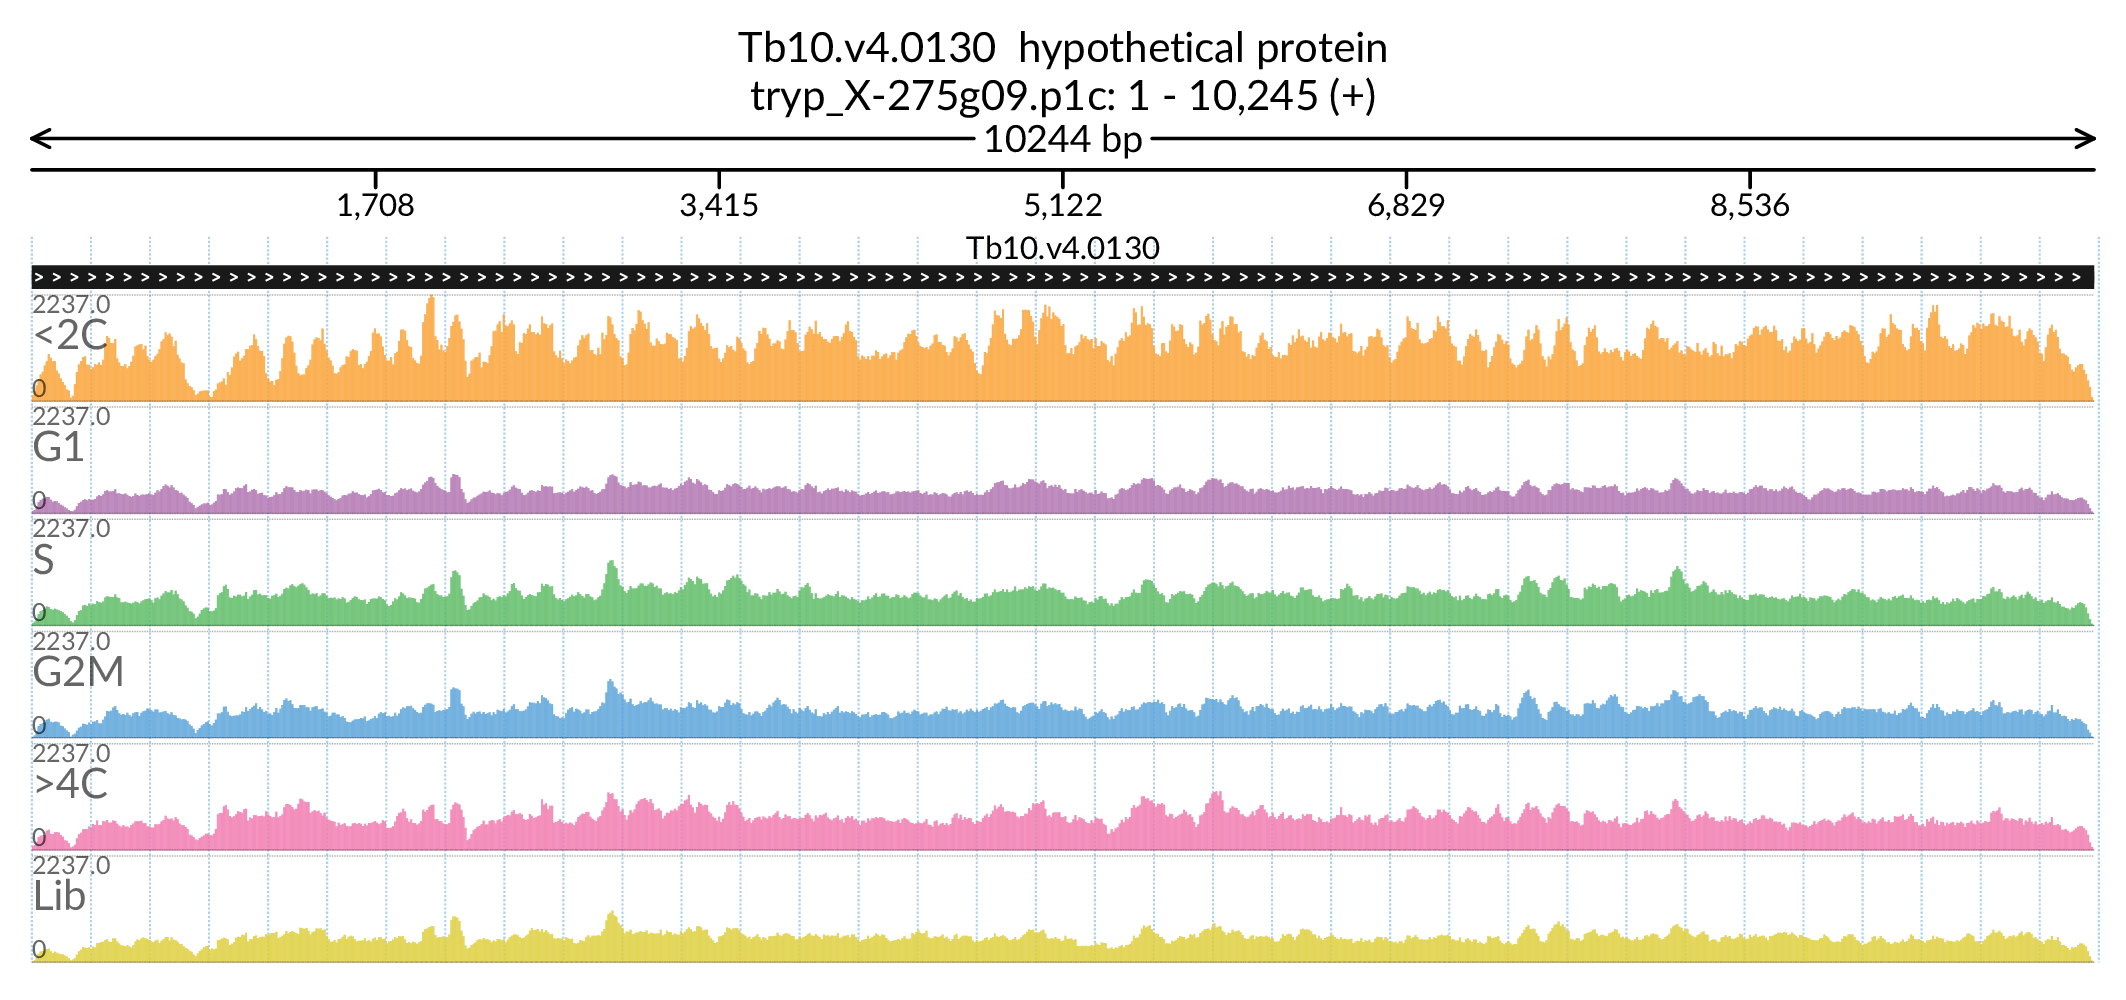 Tb10.v4.0130 hypothetical protein
tryp_X-275g09.p1c: 1 - 10,245 (+)
10244 bp
1,708 3,415 5,122 6,829 8,536
Tb10.v4.0130
2237.0
<2C
0
2237.0
G1
0
2237.0
S
0
2237.0
G2M
0
2237.0
>4C
0
2237.0
Lib
0